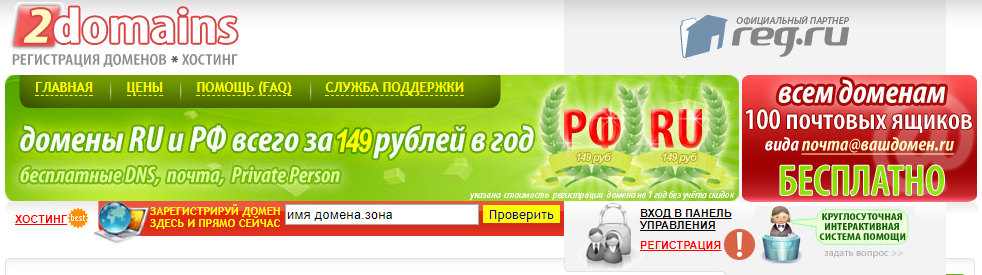 2domains
РЕГИСТРАЦИЯ ДОМЕНОВ * ХОСТИНГ
ОФИЦИАЛЬНЫЙ ПАРТНЕР
reg.ru
ГЛАВНАЯ ЦЕНЫ ПОМОЩЬ (FAQ) СЛУЖБА ПОДДЕРЖКИ
домены RU и РФ всего за 149 рублей в год
бесплатные DNS, почта, Private Person
РФ RU
149 руб 149 руб
указана стоимость регистрации домена на 1 год без учёта скидок
всем доменам
100 почтовых ящиков
вида почта@вашдомен.ru
БЕСПЛАТНО
ХОСТИНГ best
ЗАРЕГИСТРИРУЙ ДОМЕН
ЗДЕСЬ И ПРЯМО СЕЙЧАС
имя домена.зона
Проверить
ВХОД В ПАНЕЛЬ
УПРАВЛЕНИЯ
РЕГИСТРАЦИЯ
КРУГЛОСУТОЧНАЯ
ИНТЕРАКТИВНАЯ
СИСТЕМА ПОМОЩИ
задать вопрос >>